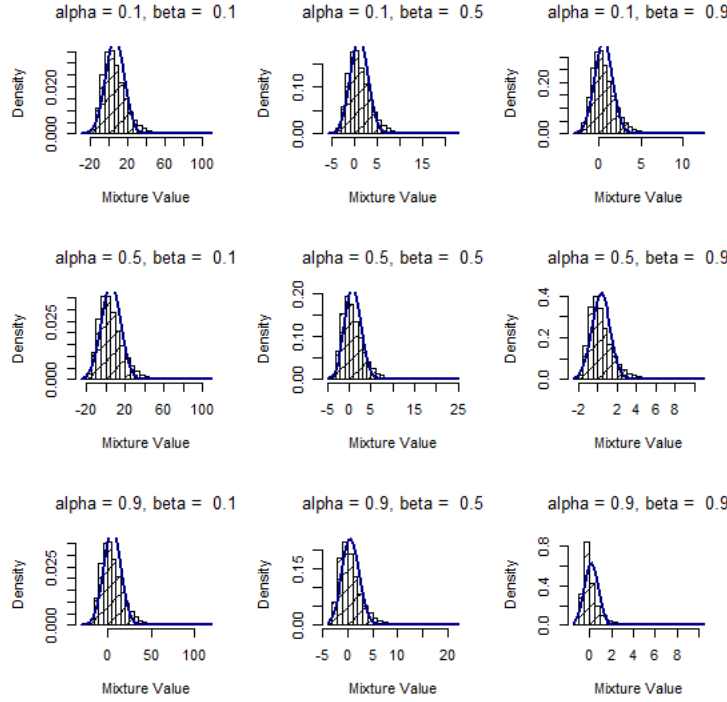 alpha = 0.1, beta = 0.1
alpha = 0.1, beta = 0.5
alpha = 0.1, beta = 0.9
Density
0.000 0.020
-20 20 60 100
Mixture Value
Density
0.00 0.10
-5 0 5 15
Mixture Value
Density
0.00 0.20
0 5 10
Mixture Value
alpha = 0.5, beta = 0.1
alpha = 0.5, beta = 0.5
alpha = 0.5, beta = 0.9
Density
0.000 0.025
-20 20 60 100
Mixture Value
Density
0.00 0.10 0.20
-5 0 5 15 25
Mixture Value
Density
0.0 0.2 0.4
-2 0 2 4 6 8
Mixture Value
alpha = 0.9, beta = 0.1
alpha = 0.9, beta = 0.5
alpha = 0.9, beta = 0.9
Density
0.000 0.025
0 50 100
Mixture Value
Density
0.00 0.15
-5 0 5 10 20
Mixture Value
Density
0.0 0.4 0.8
0 2 4 6 8
Mixture Value